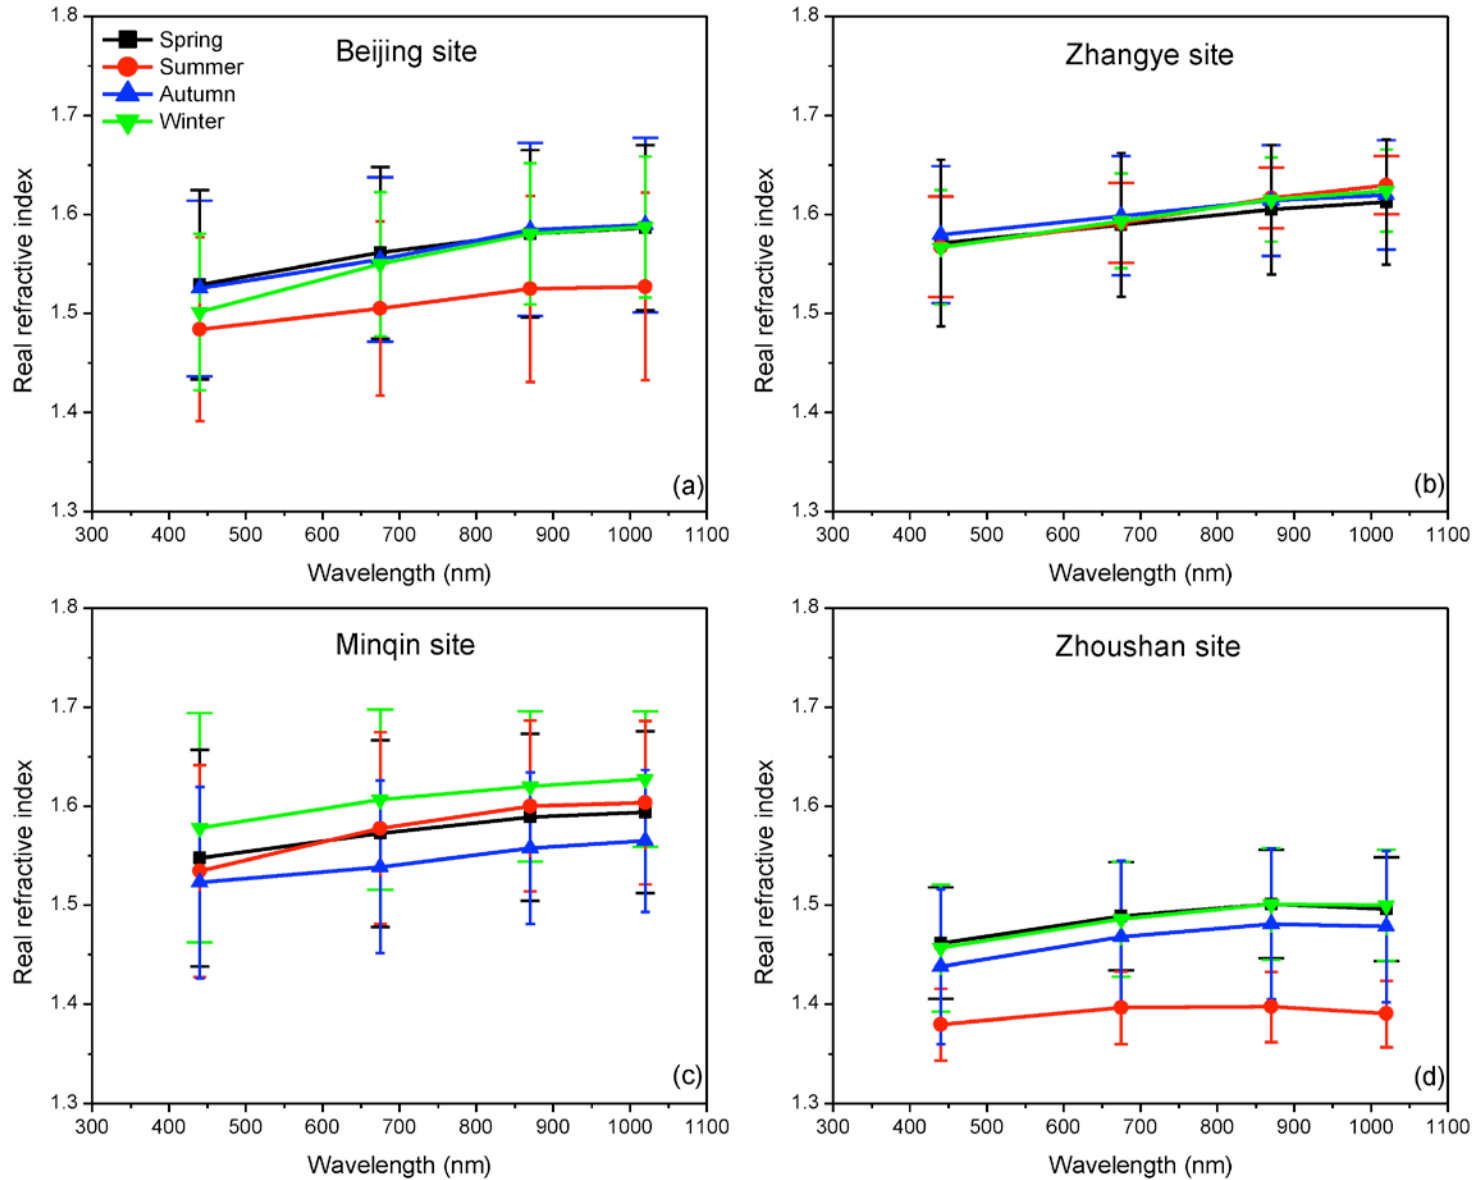 1.8
1.7
1.6
1.5
1.4
1.3
Real refractive index
Spring
Summer
Autumn
Winter
Beijing site
(a)
300 400 500 600 700 800 900 1000 1100
Wavelength (nm)
1.8
1.7
1.6
1.5
1.4
1.3
Real refractive index
Zhangye site
(b)
300 400 500 600 700 800 900 1000 1100
Wavelength (nm)
1.8
1.7
1.6
1.5
1.4
1.3
Real refractive index
Minqin site
(c)
300 400 500 600 700 800 900 1000 1100
Wavelength (nm)
1.8
1.7
1.6
1.5
1.4
1.3
Real refractive index
Zhoushan site
(d)
300 400 500 600 700 800 900 1000 1100
Wavelength (nm)